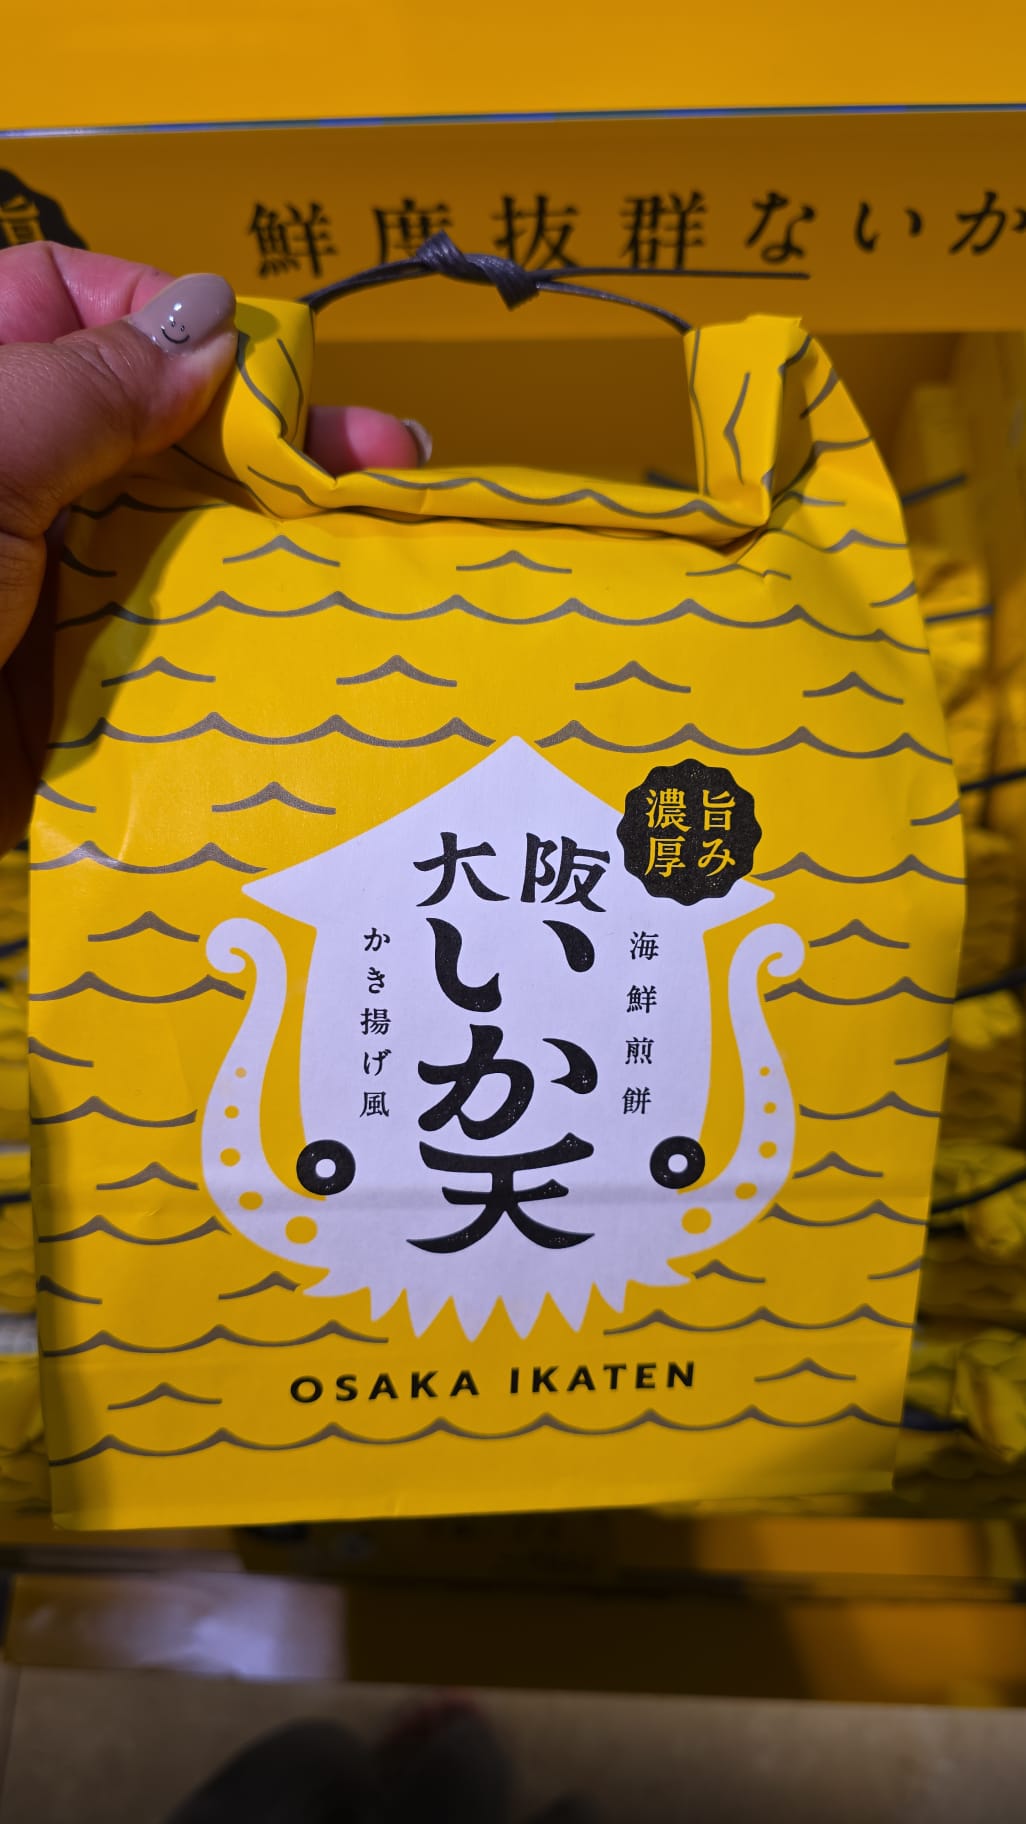 鮮度抜群ないか
旨み
濃厚
大阪
いか天
海鮮煎餅
かき揚げ風
OSAKA IKATEN